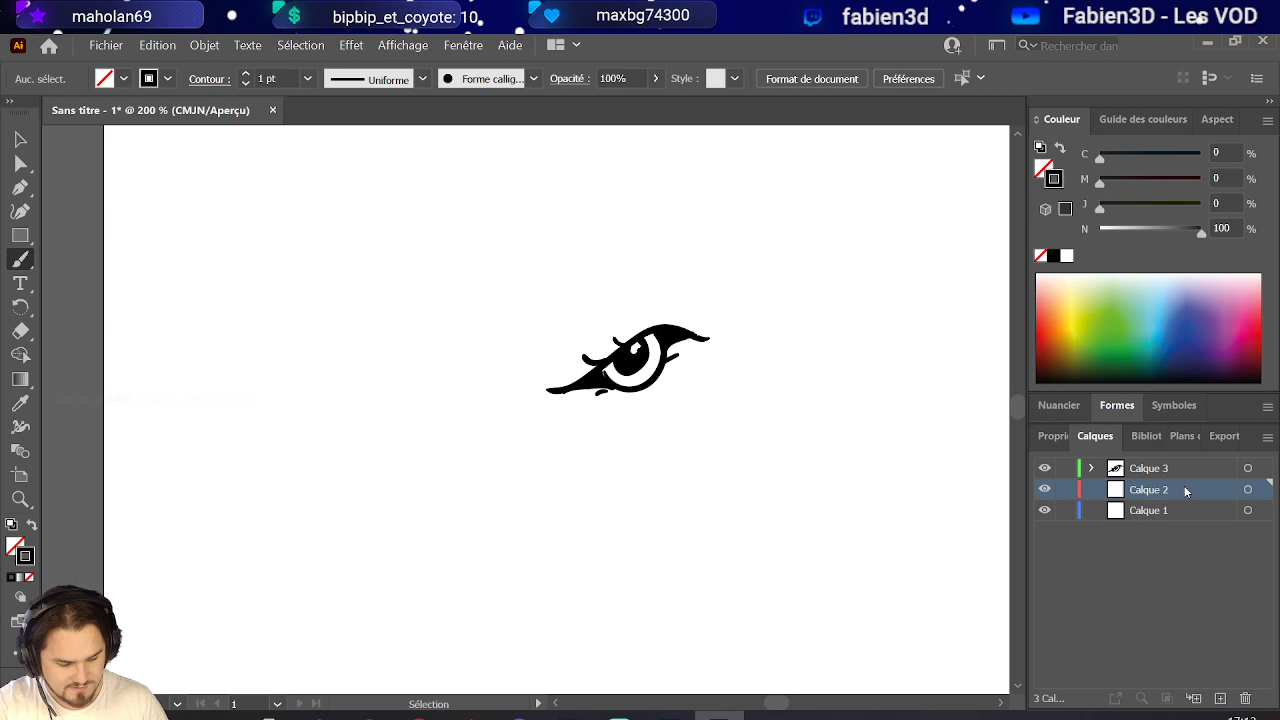 maholan69
bipbip_et_coyote: 10
maxbg74300
fabien3d
Fabien3D - Les VOD
Ai
Fichier Edition Objet Texte Sélection Effet Affichage Fenêtre Aide
Rechercher dan
Auc. sélect.
Contour :
1 pt
Uniforme
Forme callig...
Opacité :
100%
Style :
Format de document
Préférences
Sans titre - 1* @ 200 % (CMJN/Aperçu)
Couleur Guide des couleurs Aspect
C 0 %
M 0 %
J 0 %
N 100 %
Nuancier Formes Symboles
Proprié Calques Bibliot Plans d Export
Calque 3
Calque 2
Calque 1
3 Cal...
1
Sélection